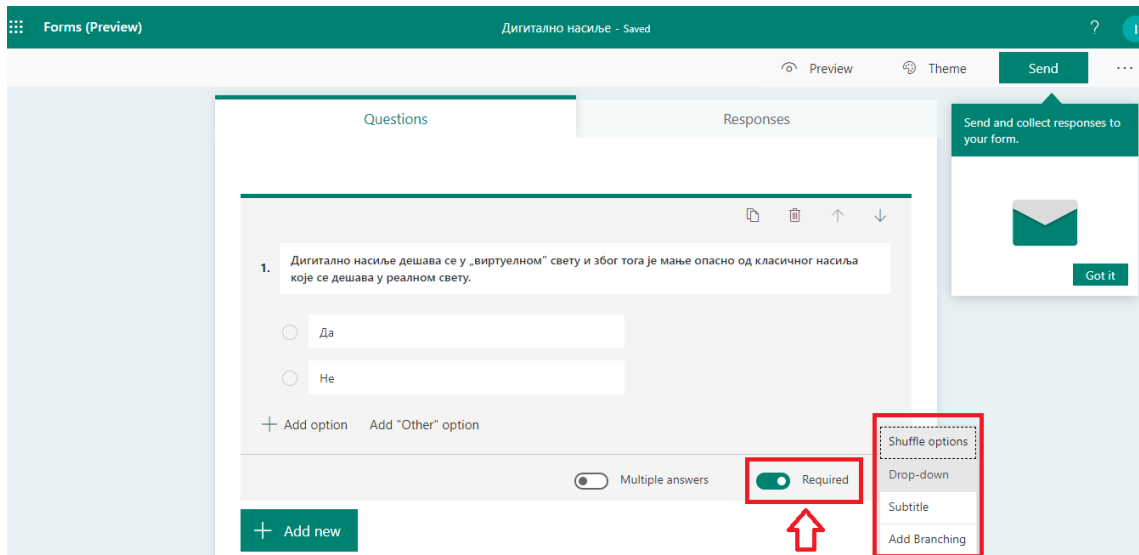 Forms (Preview)
Дигитално насиље - Saved
?
Preview
Theme
Send
...
Questions
Responses
Send and collect responses to
your form.
Got it
1.
Дигитално насиље дешава се у „виртуелном" свету и због тога је мање опасно од класичног насиља
које се дешава у реалном свету.
Да
Не
Add option
Add "Other" option
Multiple answers
Required
Shuffle options
Drop-down
Subtitle
Add Branching
Add new